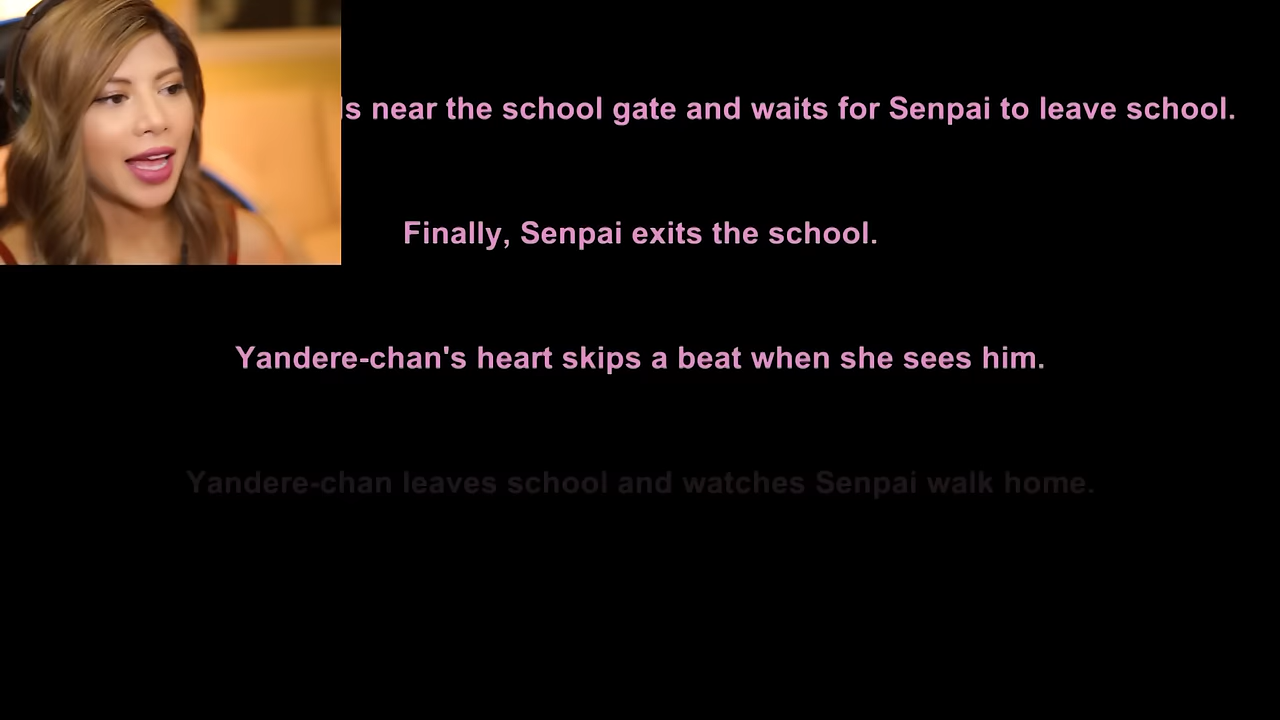 near the school gate and waits for Senpai to leave school.
Finally, Senpai exits the school.
Yandere-chan's heart skips a beat when she sees him.
Yandere-chan leaves school and watches Senpai walk home.